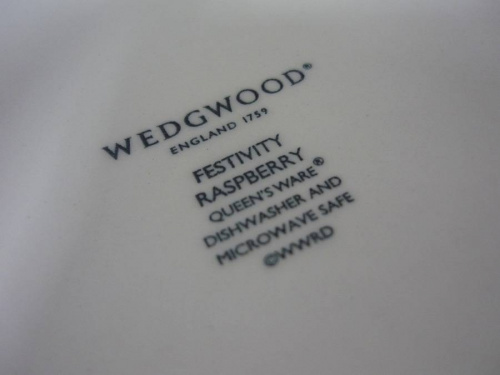 WEDGWOOD®
ENGLAND 1759
FESTIVITY
RASPBERRY
QUEEN'S WARE®
DISHWASHER AND
MICROWAVE SAFE
©WWRD